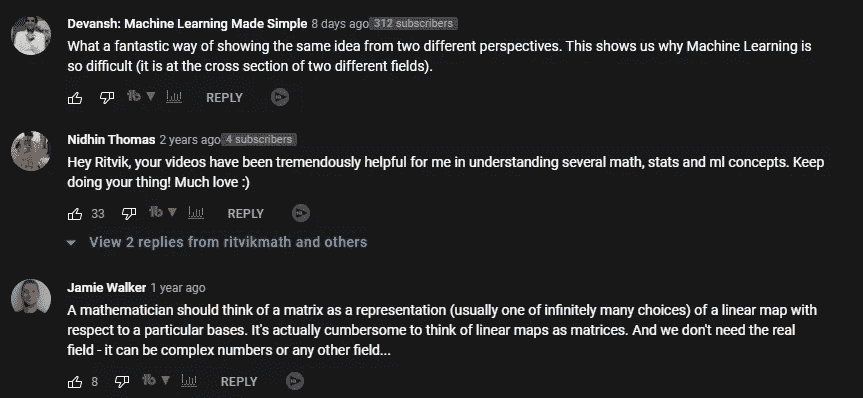 Devansh: Machine Learning Made Simple 8 days ago 312 subscribers
What a fantastic way of showing the same idea from two different perspectives. This shows us why Machine Learning is
so difficult (it is at the cross section of two different fields).
REPLY
Nidhin Thomas 2 years ago 4 subscribers
Hey Ritvik, your videos have been tremendously helpful for me in understanding several math, stats and ml concepts. Keep
doing your thing! Much love :)
33 REPLY
View 2 replies from ritvikmath and others
Jamie Walker 1 year ago
A mathematician should think of a matrix as a representation (usually one of infinitely many choices) of a linear map with
respect to a particular bases. It's actually cumbersome to think of linear maps as matrices. And we don't need the real
field - it can be complex numbers or any other field...
8 REPLY